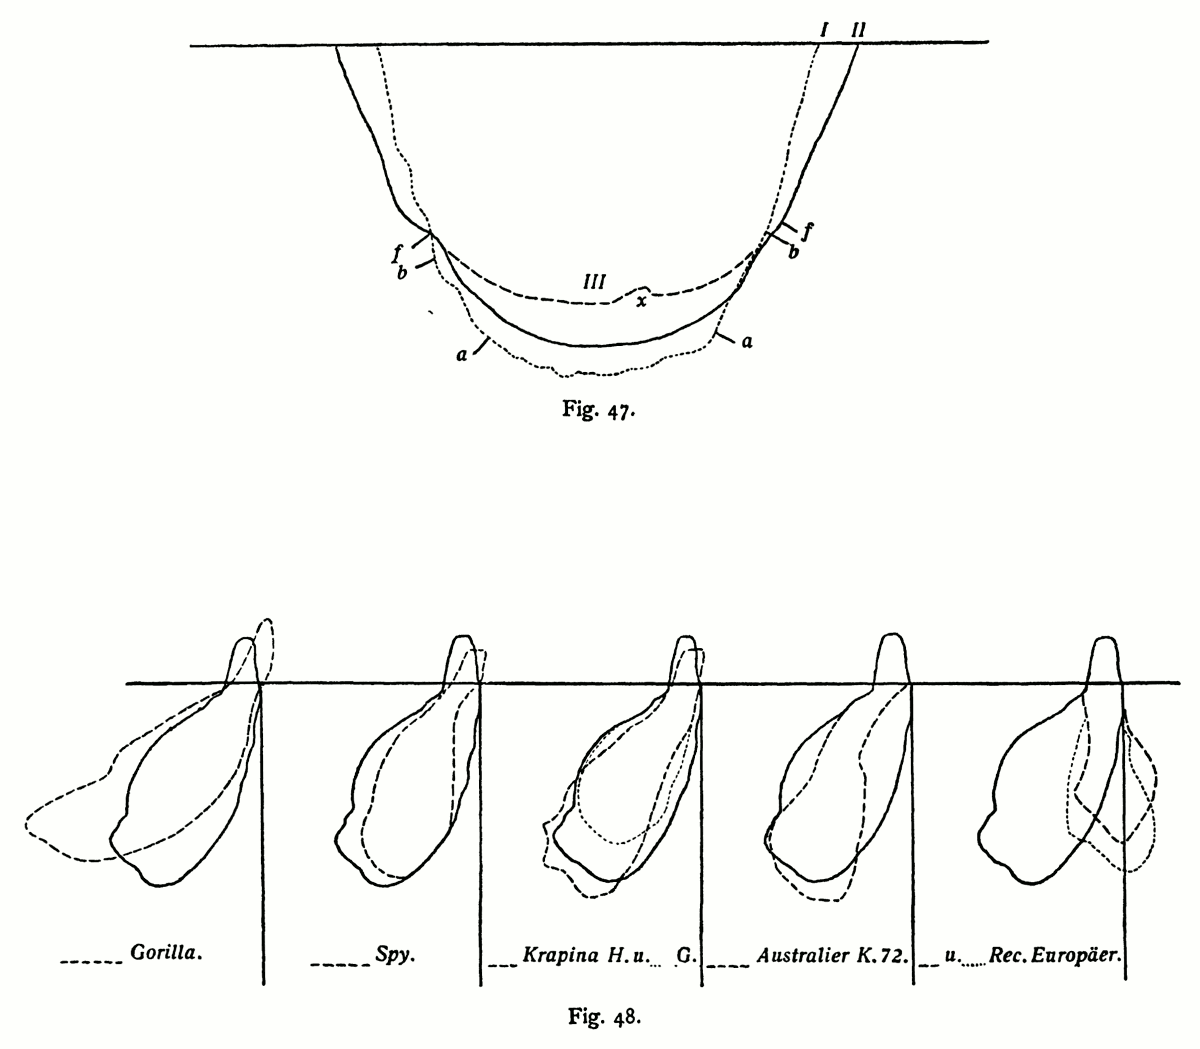 I II
f
b
f
b
III
x
a
a
Fig. 47.
Gorilla.
Spy.
Krapina H. u. G.
Australier K. 72.
u. Rec. Europäer.
Fig. 48.